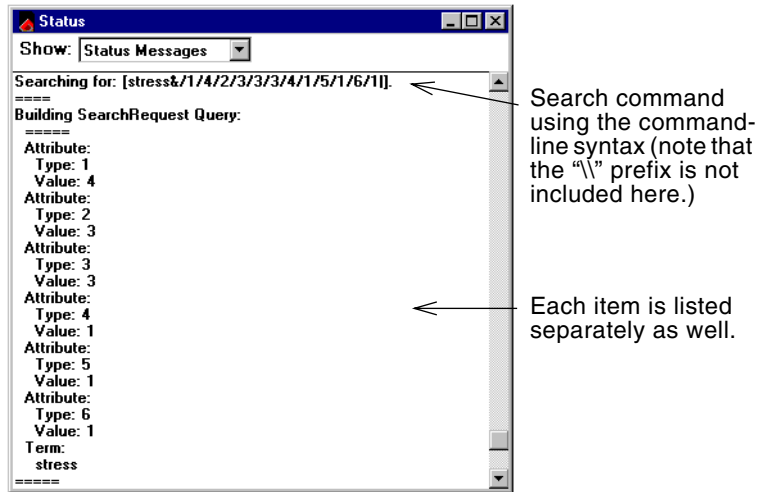 Status
Show: Status Messages
Searching for: [stress&/1/4/2/3/3/3/4/1/5/1/6/1|].
====
Building SearchRequest Query:
=====
Attribute:
Type: 1
Value: 4
Attribute:
Type: 2
Value: 3
Attribute:
Type: 3
Value: 3
Attribute:
Type: 4
Value: 1
Attribute:
Type: 5
Value: 1
Attribute:
Type: 6
Value: 1
Term:
stress
=====
Search command
using the command-
line syntax (note that
the “\\” prefix is not
included here.)
Each item is listed
separately as well.